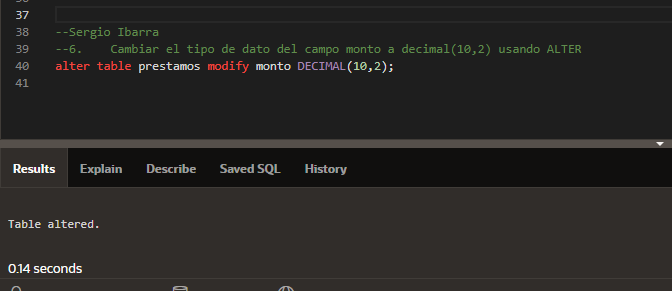 37
38 --Sergio Ibarra
39 --6. Cambiar el tipo de dato del campo monto a decimal(10,2) usando ALTER
40 alter table prestamos modify monto DECIMAL(10,2);
41
Results Explain Describe Saved SQL History
Table altered.
0.14 seconds